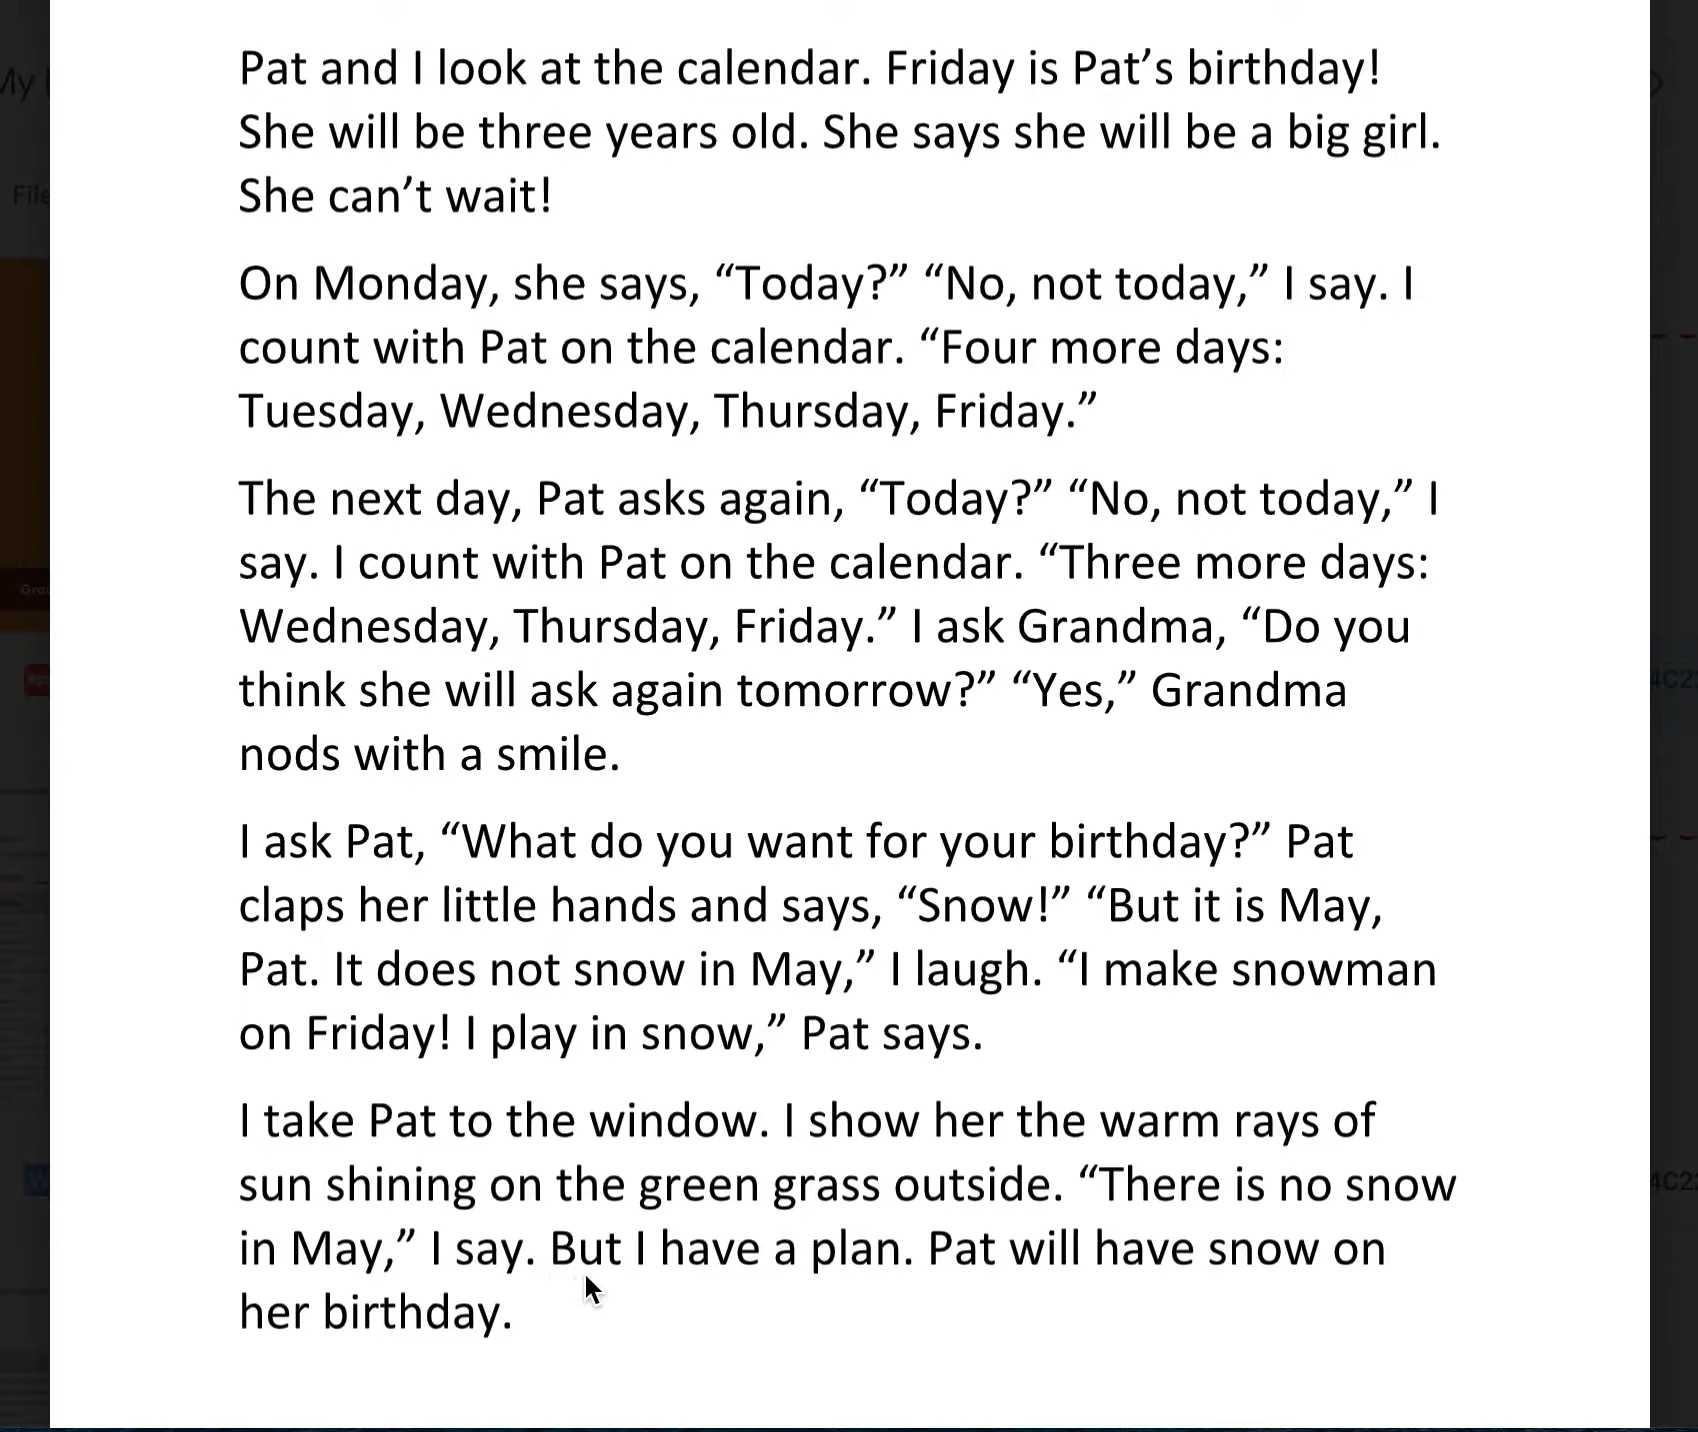 My
Pat and I look at the calendar. Friday is Pat’s birthday!
She will be three years old. She says she will be a big girl.
File
She can’t wait!
On Monday, she says, “Today?” “No, not today,” I say. I
count with Pat on the calendar. “Four more days:
Tuesday, Wednesday, Thursday, Friday.”
The next day, Pat asks again, “Today?” “No, not today,” I
say. I count with Pat on the calendar. “Three more days:
Wednesday, Thursday, Friday.” I ask Grandma, “Do you
think she will ask again tomorrow?” “Yes,” Grandma
nods with a smile.
I ask Pat, “What do you want for your birthday?” Pat
claps her little hands and says, “Snow!” “But it is May,
Pat. It does not snow in May,” I laugh. “I make snowman
on Friday! I play in snow,” Pat says.
I take Pat to the window. I show her the warm rays of
sun shining on the green grass outside. “There is no snow
in May,” I say. But I have a plan. Pat will have snow on
her birthday.